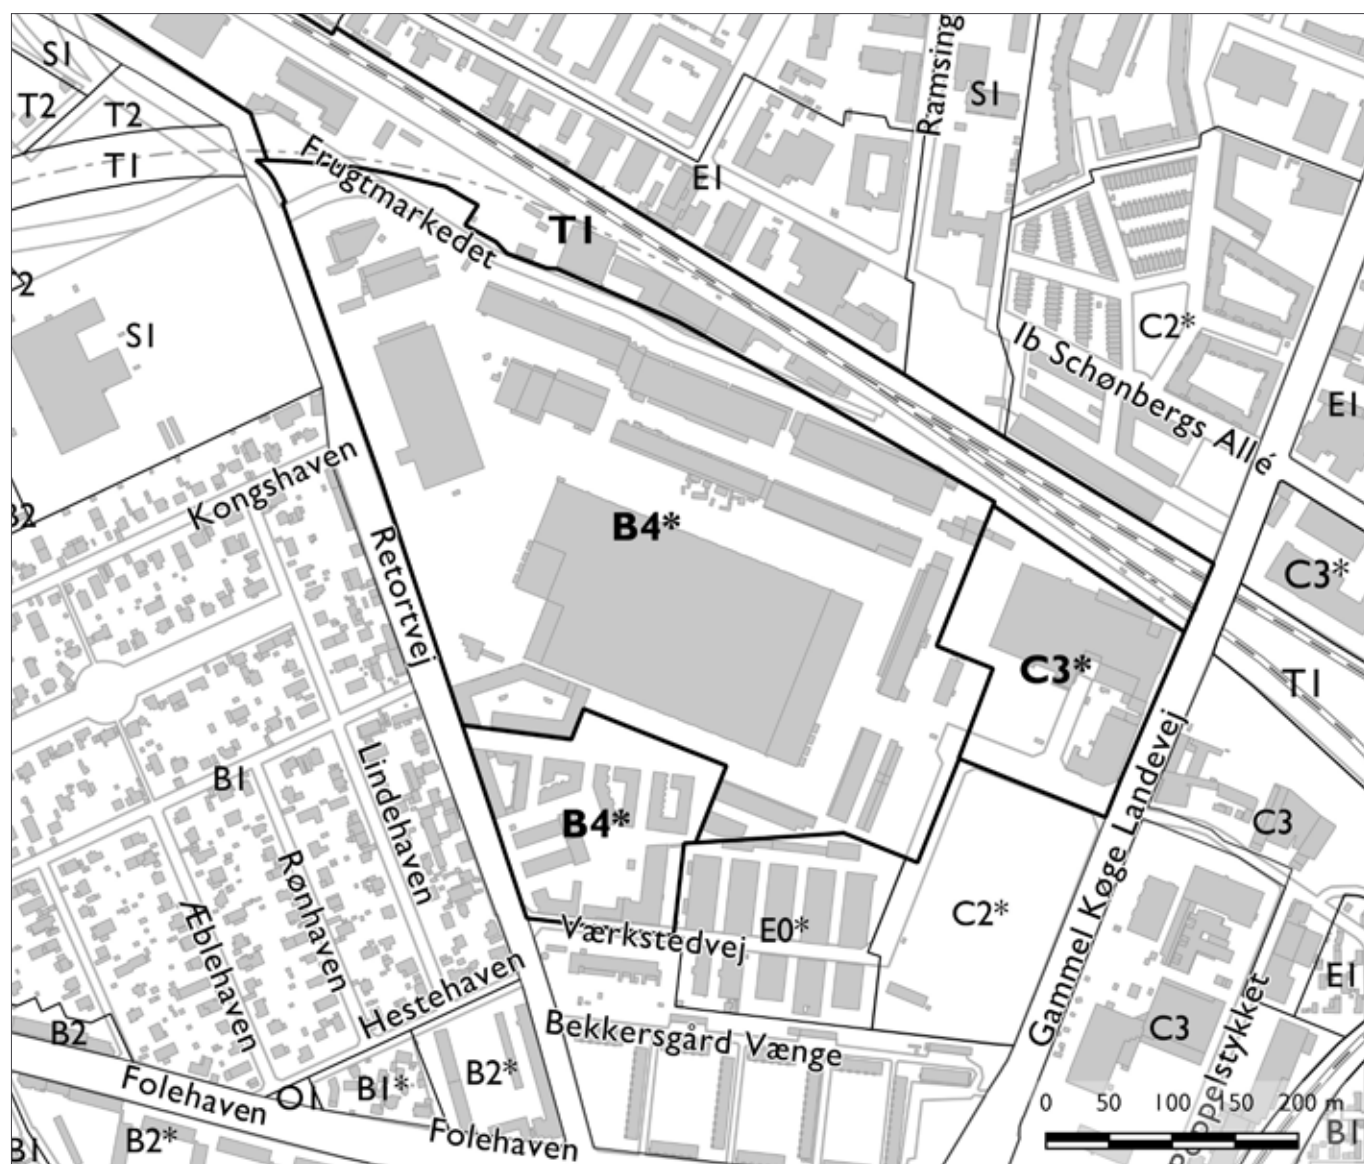 S1
T2
T2
T1
Frugtmarkedet
T1
E1
Ramsing
S1
C2*
Ib Schønbergs Allé
E1
2
S1
B2
Kongshaven
Retortvej
B4*
C3*
C3*
T1
B1
Lindehaven
Rønhaven
Æblehaven
Hestehaven
B4*
Værkstedvej
E0*
C2*
Gammel Køge Landevej
C3
E1
C3
Poppelstykket
B2
Bekkersgård Vænge
B2*
B1*
O1
Folehaven
Folehaven
B1
B2*
0 50 100 150 200 m
B1